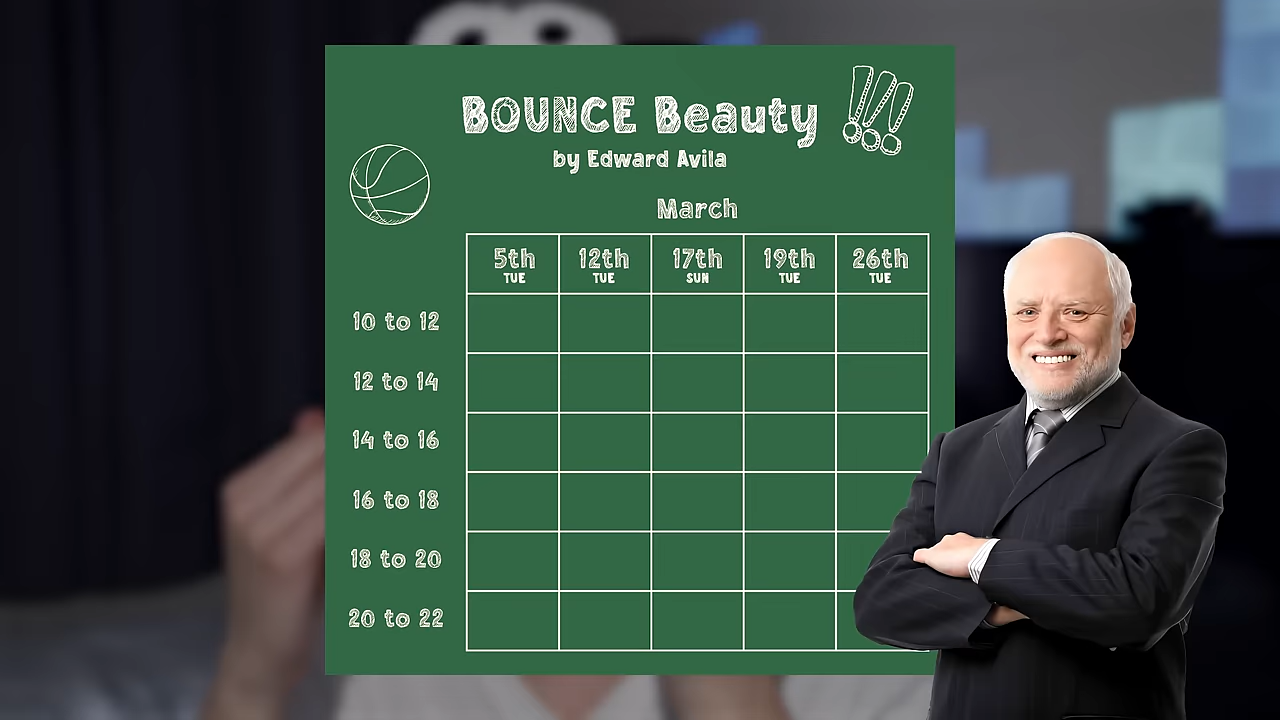 BOUNCE Beauty
by Edward Avila
March
5th 12th 17th 19th 26th
TUE TUE SUN TUE TUE
10 to 12
12 to 14
14 to 16
16 to 18
18 to 20
20 to 22